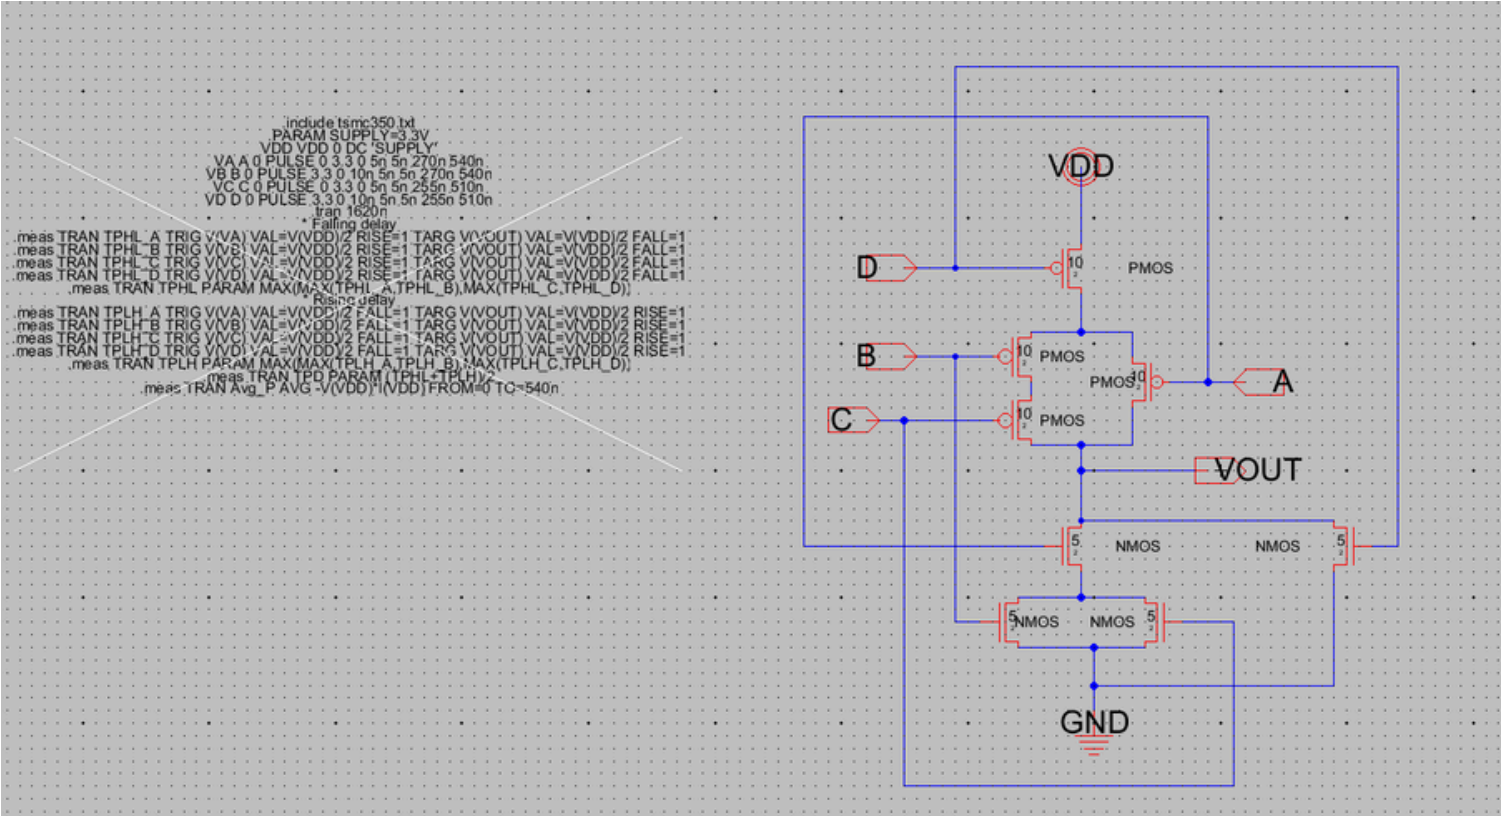 .include tsmc350.txt
.PARAM SUPPLY=3.3V
VDD VDD 0 DC 'SUPPLY'
VA A 0 PULSE 0 3.3 0 5n 5n 270n 540n
VB B 0 PULSE 3.3 0 10n 5n 5n 270n 540n
VC C 0 PULSE 0 3.3 0 5n 5n 255n 510n
VD D 0 PULSE 3.3 0 10n 5n 5n 255n 510n
.tran 1620n
* Falling delay
.meas TRAN TPHL_A TRIG V(VA) VAL=V(VDD)/2 RISE=1 TARG V(VOUT) VAL=V(VDD)/2 FALL=1
.meas TRAN TPHL_B TRIG V(VB) VAL=V(VDD)/2 RISE=1 TARG V(VOUT) VAL=V(VDD)/2 FALL=1
.meas TRAN TPHL_C TRIG V(VC) VAL=V(VDD)/2 RISE=1 TARG V(VOUT) VAL=V(VDD)/2 FALL=1
.meas TRAN TPHL_D TRIG V(VD) VAL=V(VDD)/2 RISE=1 TARG V(VOUT) VAL=V(VDD)/2 FALL=1
.meas TRAN TPHL PARAM MAX(MAX(TPHL_A,TPHL_B),MAX(TPHL_C,TPHL_D));
* Rising delay
.meas TRAN TPLH_A TRIG V(VA) VAL=V(VDD)/2 FALL=1 TARG V(VOUT) VAL=V(VDD)/2 RISE=1
.meas TRAN TPLH_B TRIG V(VB) VAL=V(VDD)/2 FALL=1 TARG V(VOUT) VAL=V(VDD)/2 RISE=1
.meas TRAN TPLH_C TRIG V(VC) VAL=V(VDD)/2 FALL=1 TARG V(VOUT) VAL=V(VDD)/2 RISE=1
.meas TRAN TPLH_D TRIG V(VD) VAL=V(VDD)/2 FALL=1 TARG V(VOUT) VAL=V(VDD)/2 RISE=1
.meas TRAN TPLH PARAM MAX(MAX(TPLH_A,TPLH_B),MAX(TPLH_C,TPLH_D));
.meas TRAN TPD PARAM (TPHL+TPLH)/2
.meas TRAN Avg_P AVG -V(VDD)*I(VDD) FROM=0 TO=540n
VDD
D
10
2
PMOS
B
10
2
PMOS
PMOS
10
2
A
C
10
2
PMOS
VOUT
5
2
NMOS
NMOS
5
2
5
2
NMOS
NMOS
5
2
GND